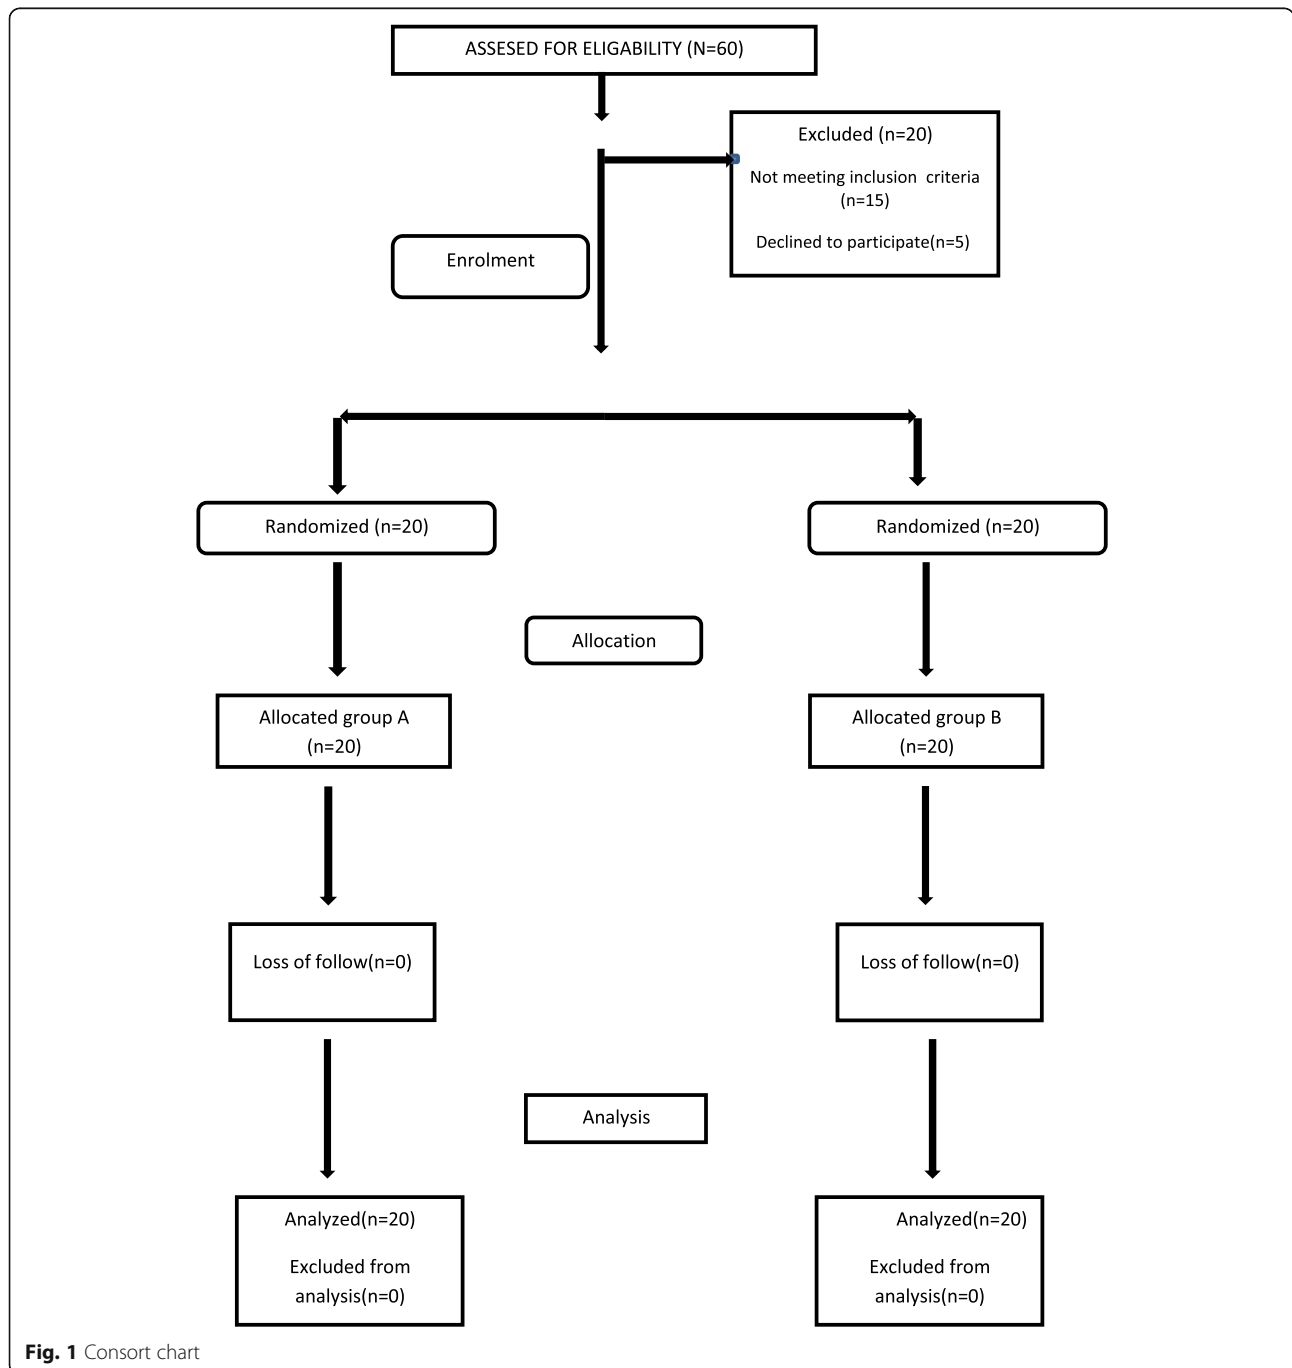 ASSESED FOR ELIGABILITY (N=60)
Excluded (n=20)
Not meeting inclusion criteria
(n=15)
Declined to participate(n=5)
Enrolment
Randomized (n=20)
Randomized (n=20)
Allocation
Allocated group A
(n=20)
Allocated group B
(n=20)
Loss of follow(n=0)
Loss of follow(n=0)
Analysis
Analyzed(n=20)
Excluded from
analysis(n=0)
Analyzed(n=20)
Excluded from
analysis(n=0)
Fig. 1 Consort chart